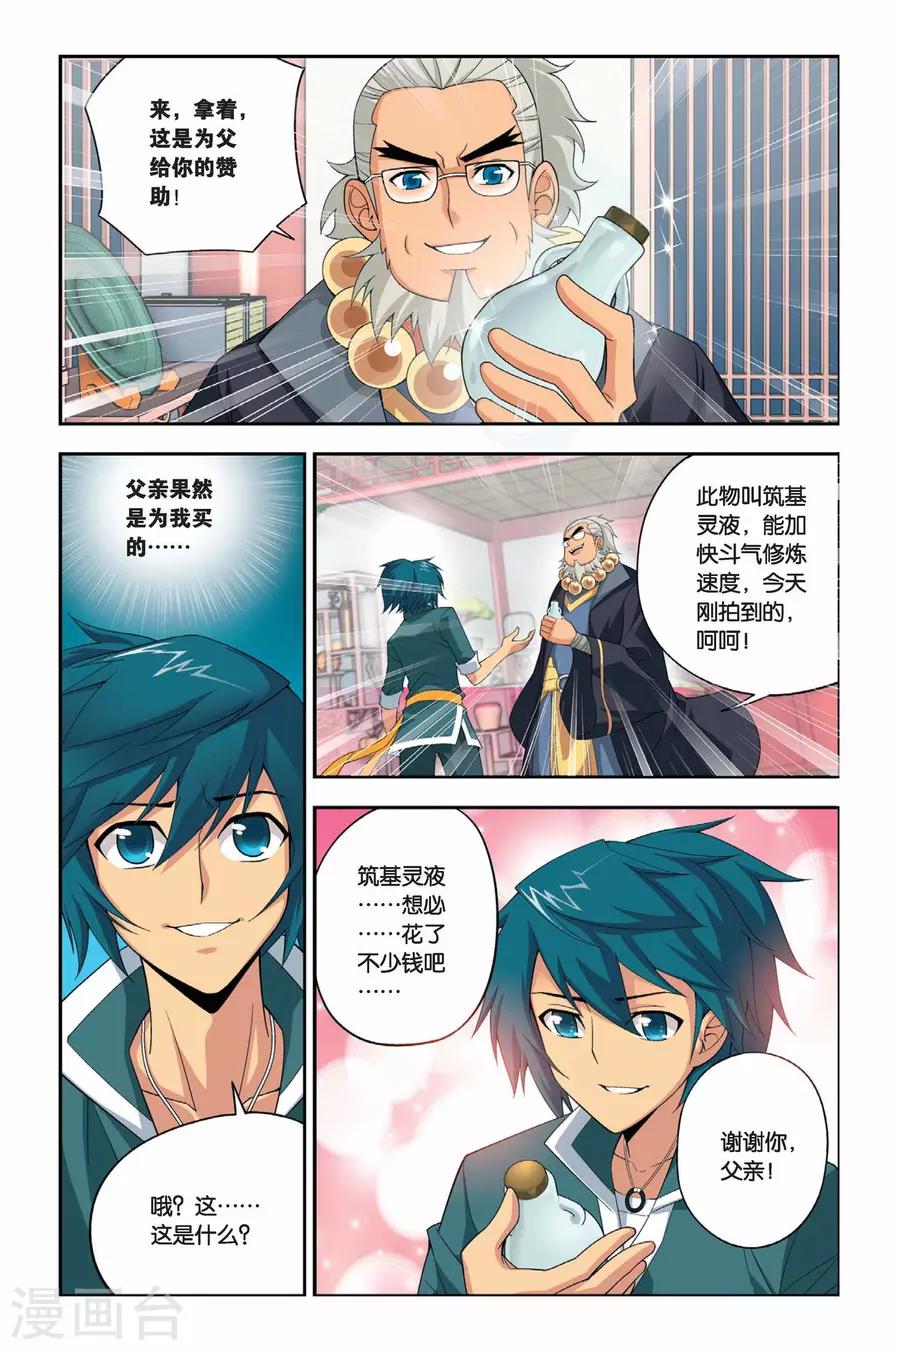 来，拿着，
这是为父
给你的赞
助！
父亲果然
是为我买
的……
此物叫筑基
灵液，能加
快斗气修炼
速度，今天
刚拍到的，
呵呵！
哦？这……
这是什么？
筑基灵液
……想必
……花了
不少钱吧
……
谢谢你，
父亲！
漫画台